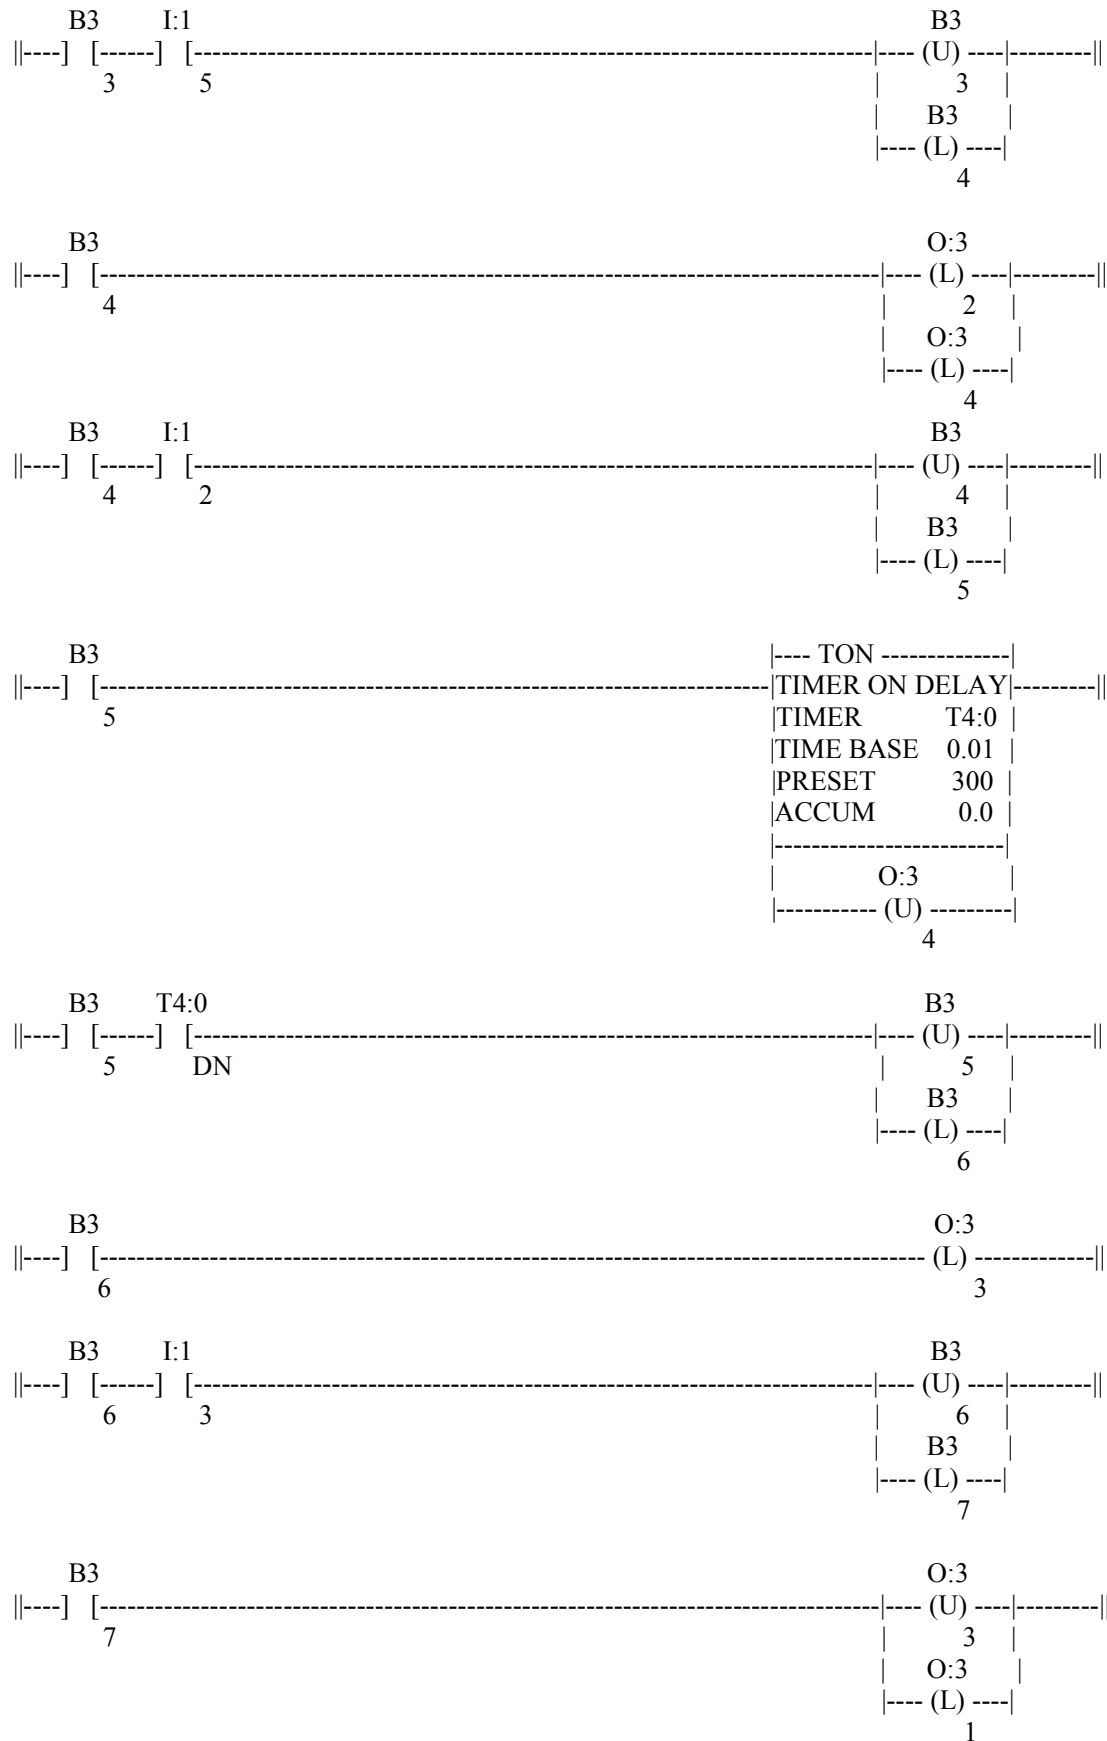 B3 I:1 B3
||----] [------] [---------------------------------------------------------------------------|---- (U) ----|---------||
3 5 | 3 |
| B3 |
|---- (L) ----|
4
B3 O:3
||----] [--------------------------------------------------------------------------------------|---- (L) ----|---------||
4 | 2 |
| O:3 |
|---- (L) ----|
4
B3 I:1 B3
||----] [------] [---------------------------------------------------------------------------|---- (U) ----|---------||
4 2 | 4 |
| B3 |
|---- (L) ----|
5
B3 |---- TON --------------|
||----] [--------------------------------------------------------------------------|TIMER ON DELAY|---------||
5 |TIMER T4:0 |
|TIME BASE 0.01 |
|PRESET 300 |
|ACCUM 0.0 |
|-------------------------|
| O:3 |
|----------- (U) ---------|
4
B3 T4:0 B3
||----] [------] [---------------------------------------------------------------------------|---- (U) ----|---------||
5 DN | 5 |
| B3 |
|---- (L) ----|
6
B3 O:3
||----] [------------------------------------------------------------------------------------------- (L) -------------||
6 3
B3 I:1 B3
||----] [------] [---------------------------------------------------------------------------|---- (U) ----|---------||
6 3 | 6 |
| B3 |
|---- (L) ----|
7
B3 O:3
||----] [--------------------------------------------------------------------------------------|---- (U) ----|---------||
7 | 3 |
| O:3 |
|---- (L) ----|
1